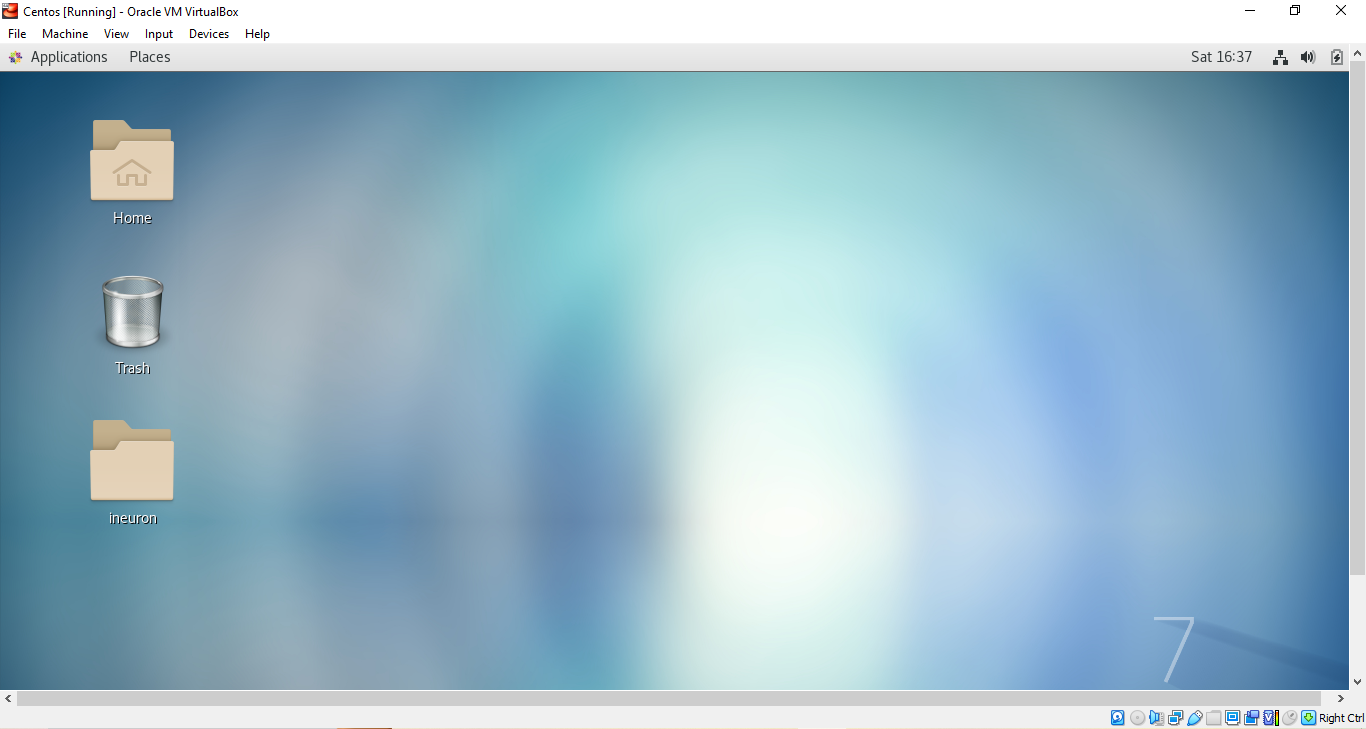 Centos [Running] - Oracle VM VirtualBox
File Machine View Input Devices Help
Applications Places Sat 16:37
Home
Trash
ineuron
7
Right Ctrl